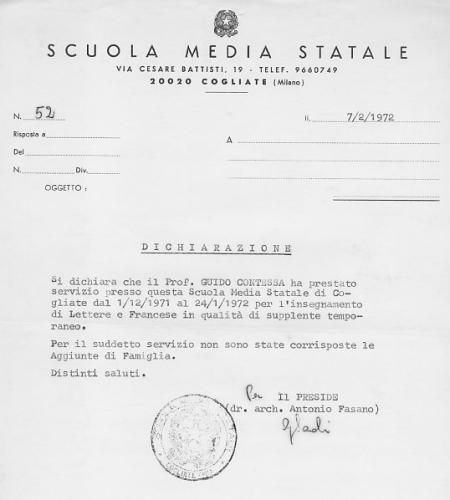 SCUOLA MEDIA STATALE
VIA CESARE BATTISTI, 19 - TELEF. 9660749
20020 COGLIATE (Milano)
N. 52
li. 7/2/1972
Risposta a
A
Del
N. Div.
OGGETTO :
DICHIARAZIONE
Si dichiara che il Prof. GUIDO CONTESSA ha prestato
servizio presso questa Scuola Media Statale di Co-
gliate dal 1/12/1971 al 24/1/1972 per l'insegnamento
di Lettere e Francese in qualità di supplente tempo-
raneo.
Per il suddetto servizio non sono state corrisposte le
Aggiunte di Famiglia.
Distinti saluti.
Per Il PRESIDE
(dr. arch. Antonio Fasano)